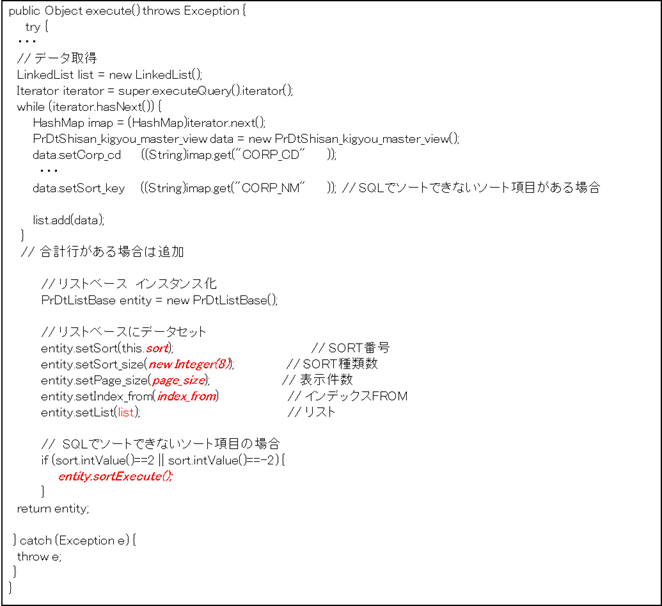 public Object execute() throws Exception {
try {
・・・
// データ取得
LinkedList list = new LinkedList();
Iterator iterator = super.executeQuery().iterator();
while (iterator.hasNext()) {
HashMap imap = (HashMap)iterator.next();
PrDtShisan_kigyou_master_view data = new PrDtShisan_kigyou_master_view();
data.setCorp_cd ((String)imap.get("CORP_CD" ));
・・・
data.setSort_key ((String)imap.get("CORP_NM" )); // SQLでソートできないソート項目がある場合
list.add(data);
}
// 合計行がある場合は追加
// リストベース インスタンス化
PrDtListBase entity = new PrDtListBase();
// リストベースにデータセット
entity.setSort(this.sort); // SORT番号
entity.setSort_size(new Integer(8)); // SORT種類数
entity.setPage_size(page_size); // 表示件数
entity.setIndex_from(index_from) // インデックスFROM
entity.setList(list); // リスト
// SQLでソートできないソート項目の場合
if (sort.intValue()==2 || sort.intValue()==-2) {
entity.sortExecute();
}
return entity;
} catch (Exception e) {
throw e;
}
}